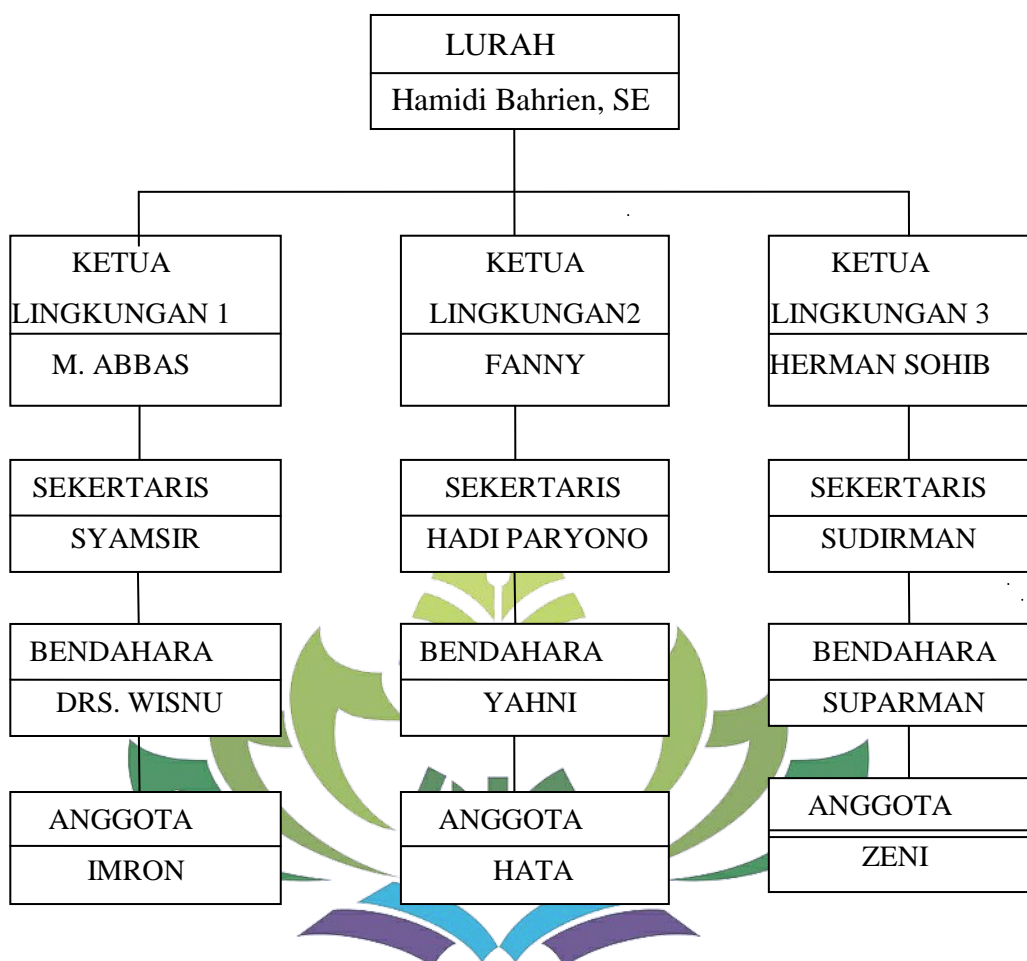 LURAH
Hamidi Bahrien, SE
KETUA
LINGKUNGAN 1
M. ABBAS
SEKERTARIS
SYAMSIR
BENDAHARA
DRS. WISNU
ANGGOTA
IMRON
KETUA
LINGKUNGAN2
FANNY
SEKERTARIS
HADI PARYONO
BENDAHARA
YAHNI
ANGGOTA
HATA
KETUA
LINGKUNGAN 3
HERMAN SOHIB
SEKERTARIS
SUDIRMAN
BENDAHARA
SUPARMAN
ANGGOTA
ZENI